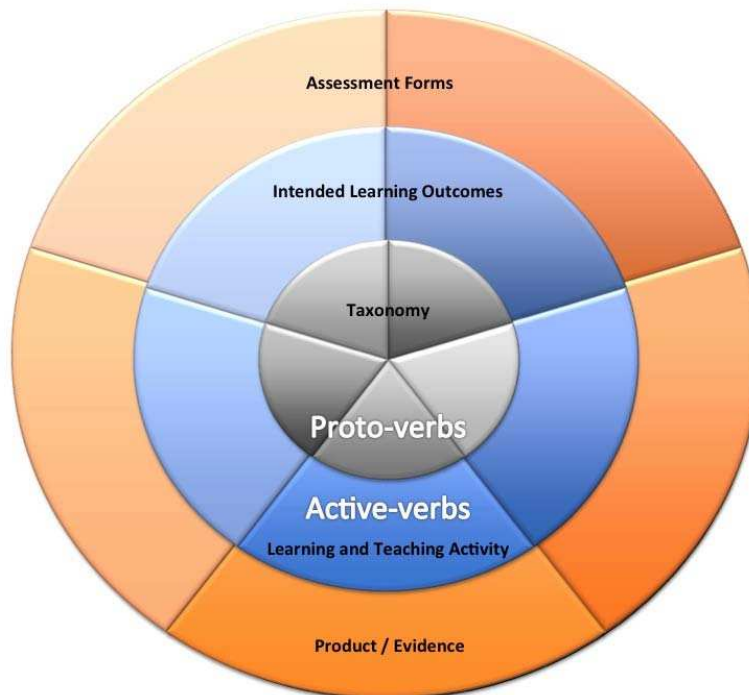 Assessment Forms
Intended Learning Outcomes
Taxonomy
Proto-verbs
Active-verbs
Learning and Teaching Activity
Product / Evidence